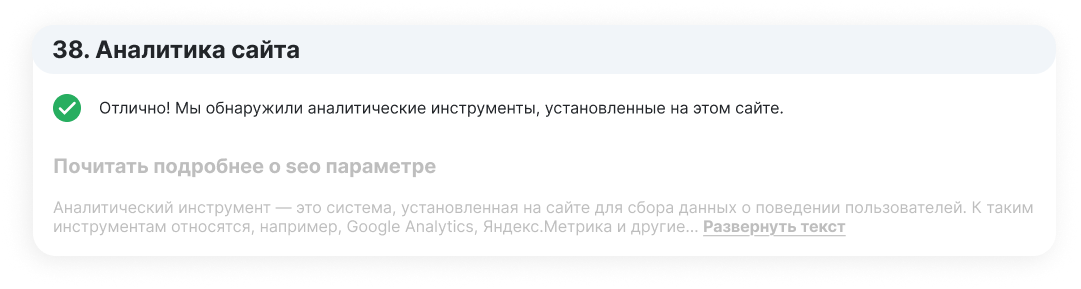 38. Аналитика сайта
Отлично! Мы обнаружили аналитические инструменты, установленные на этом сайте.
Почитать подробнее о seo параметре
Аналитический инструмент — это система, установленная на сайте для сбора данных о поведении пользователей. К таким
инструментам относятся, например, Google Analytics, Яндекс.Метрика и другие... Развернуть текст